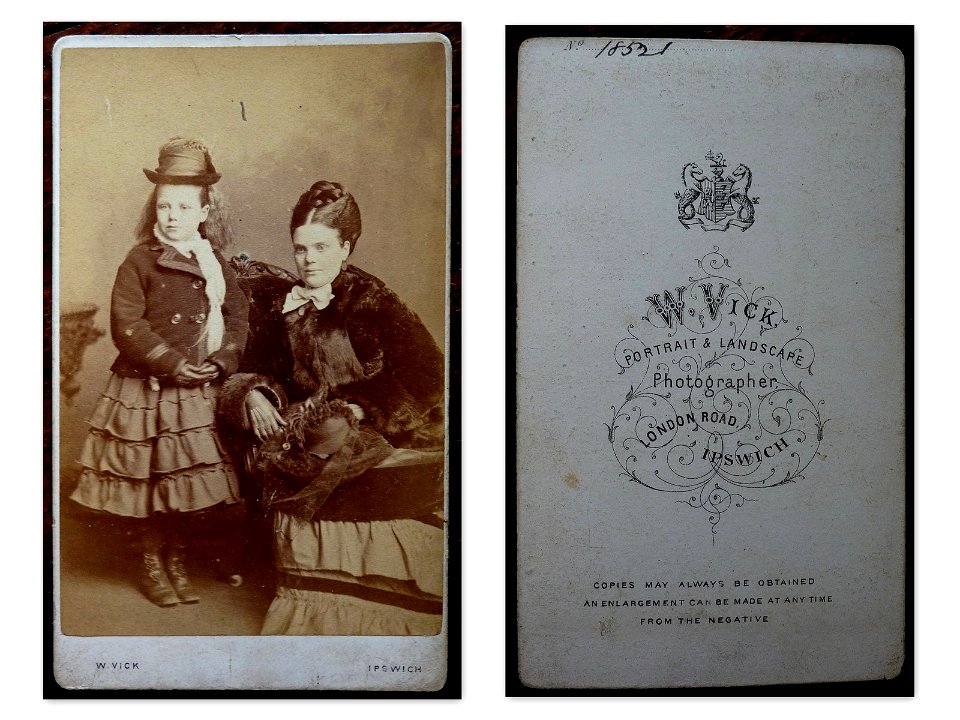 W. VICK
IPSWICH
No 18521
W. VICK
PORTRAIT & LANDSCAPE
Photographer
LONDON ROAD,
IPSWICH
COPIES MAY ALWAYS BE OBTAINED
AN ENLARGEMENT CAN BE MADE AT ANY TIME
FROM THE NEGATIVE